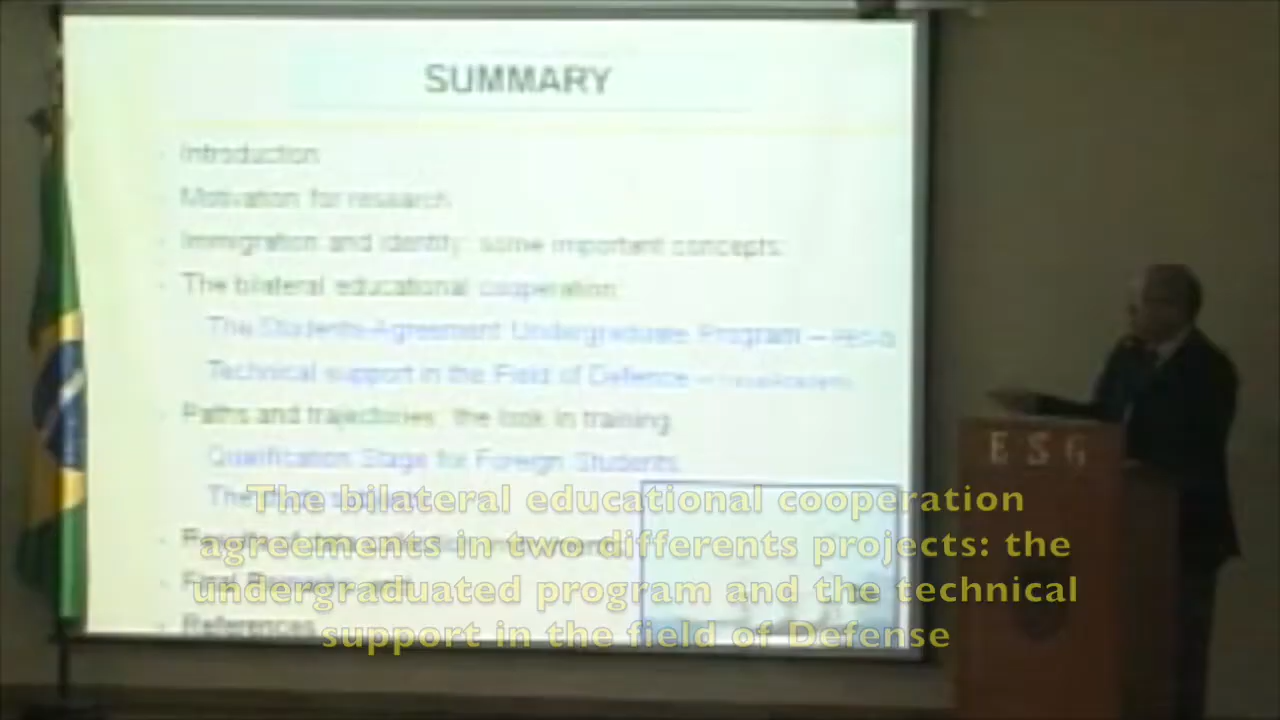 SUMMARY
Introduction
Motivation for research
Immigration and identity: some important concepts
The bilateral educational cooperation
The Students-Agreement Undergraduate Program –
Technical support in the Field of Defence –
Paths and trajectories: the look in training
Qualification Stage for Foreign Students
The
Final
References
E S G
The bilateral educational cooperation
agreements in two differents projects: the
undergraduated program and the technical
support in the field of Defense